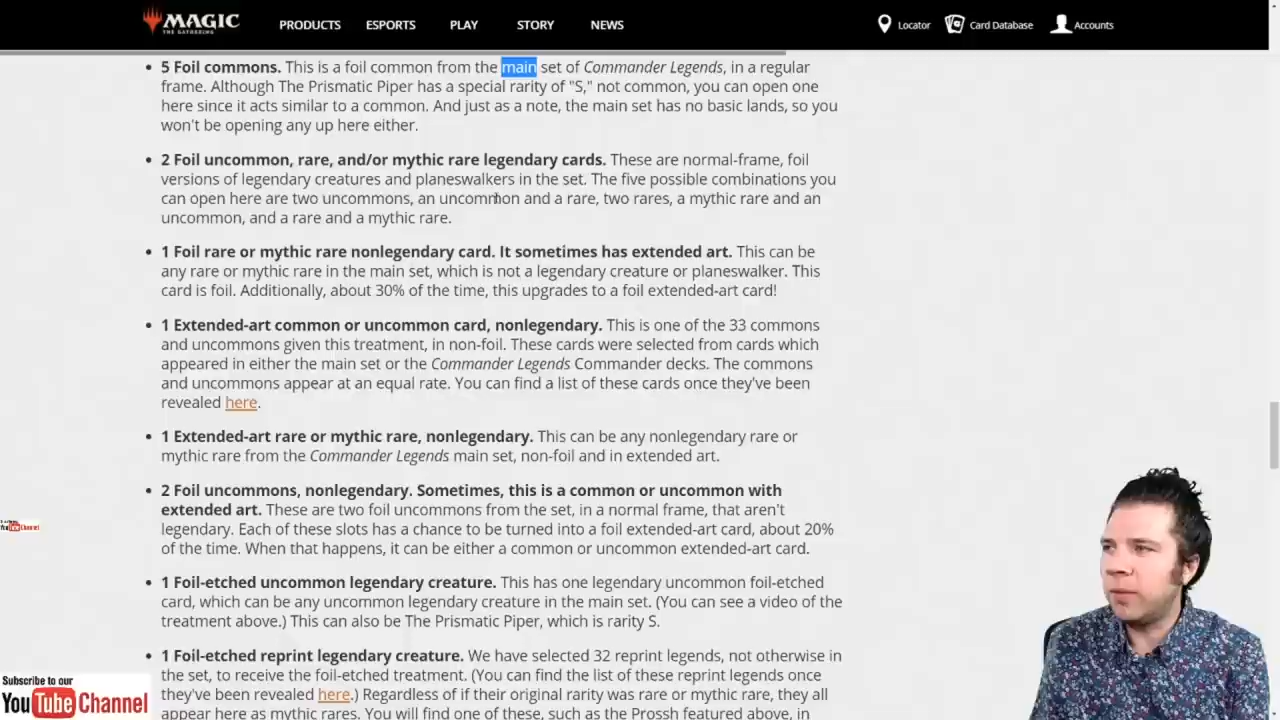 MAGIC
THE GATHERING
PRODUCTS ESPORTS PLAY STORY NEWS Locator Card Database Accounts
• 5 Foil commons. This is a foil common from the main set of Commander Legends, in a regular
frame. Although The Prismatic Piper has a special rarity of "S," not common, you can open one
here since it acts similar to a common. And just as a note, the main set has no basic lands, so you
won't be opening any up here either.
• 2 Foil uncommon, rare, and/or mythic rare legendary cards. These are normal-frame, foil
versions of legendary creatures and planeswalkers in the set. The five possible combinations you
can open here are two uncommons, an uncommon and a rare, two rares, a mythic rare and an
uncommon, and a rare and a mythic rare.
• 1 Foil rare or mythic rare nonlegendary card. It sometimes has extended art. This can be
any rare or mythic rare in the main set, which is not a legendary creature or planeswalker. This
card is foil. Additionally, about 30% of the time, this upgrades to a foil extended-art card!
• 1 Extended-art common or uncommon card, nonlegendary. This is one of the 33 commons
and uncommons given this treatment, in non-foil. These cards were selected from cards which
appeared in either the main set or the Commander Legends Commander decks. The commons
and uncommons appear at an equal rate. You can find a list of these cards once they've been
revealed here.
• 1 Extended-art rare or mythic rare, nonlegendary. This can be any nonlegendary rare or
mythic rare from the Commander Legends main set, non-foil and in extended art.
• 2 Foil uncommons, nonlegendary. Sometimes, this is a common or uncommon with
extended art. These are two foil uncommons from the set, in a normal frame, that aren't
legendary. Each of these slots has a chance to be turned into a foil extended-art card, about 20%
of the time. When that happens, it can be either a common or uncommon extended-art card.
• 1 Foil-etched uncommon legendary creature. This has one legendary uncommon foil-etched
card, which can be any uncommon legendary creature in the main set. (You can see a video of the
treatment above.) This can also be The Prismatic Piper, which is rarity S.
• 1 Foil-etched reprint legendary creature. We have selected 32 reprint legends, not otherwise in
the set, to receive the foil-etched treatment. (You can find the list of these reprint legends once
they've been revealed here.) Regardless of if their original rarity was rare or mythic rare, they all
appear here as mythic rares. You will find one of these, such as the Prossh featured above, in
Subscribe to our
YouTube Channel
YouTube Channel